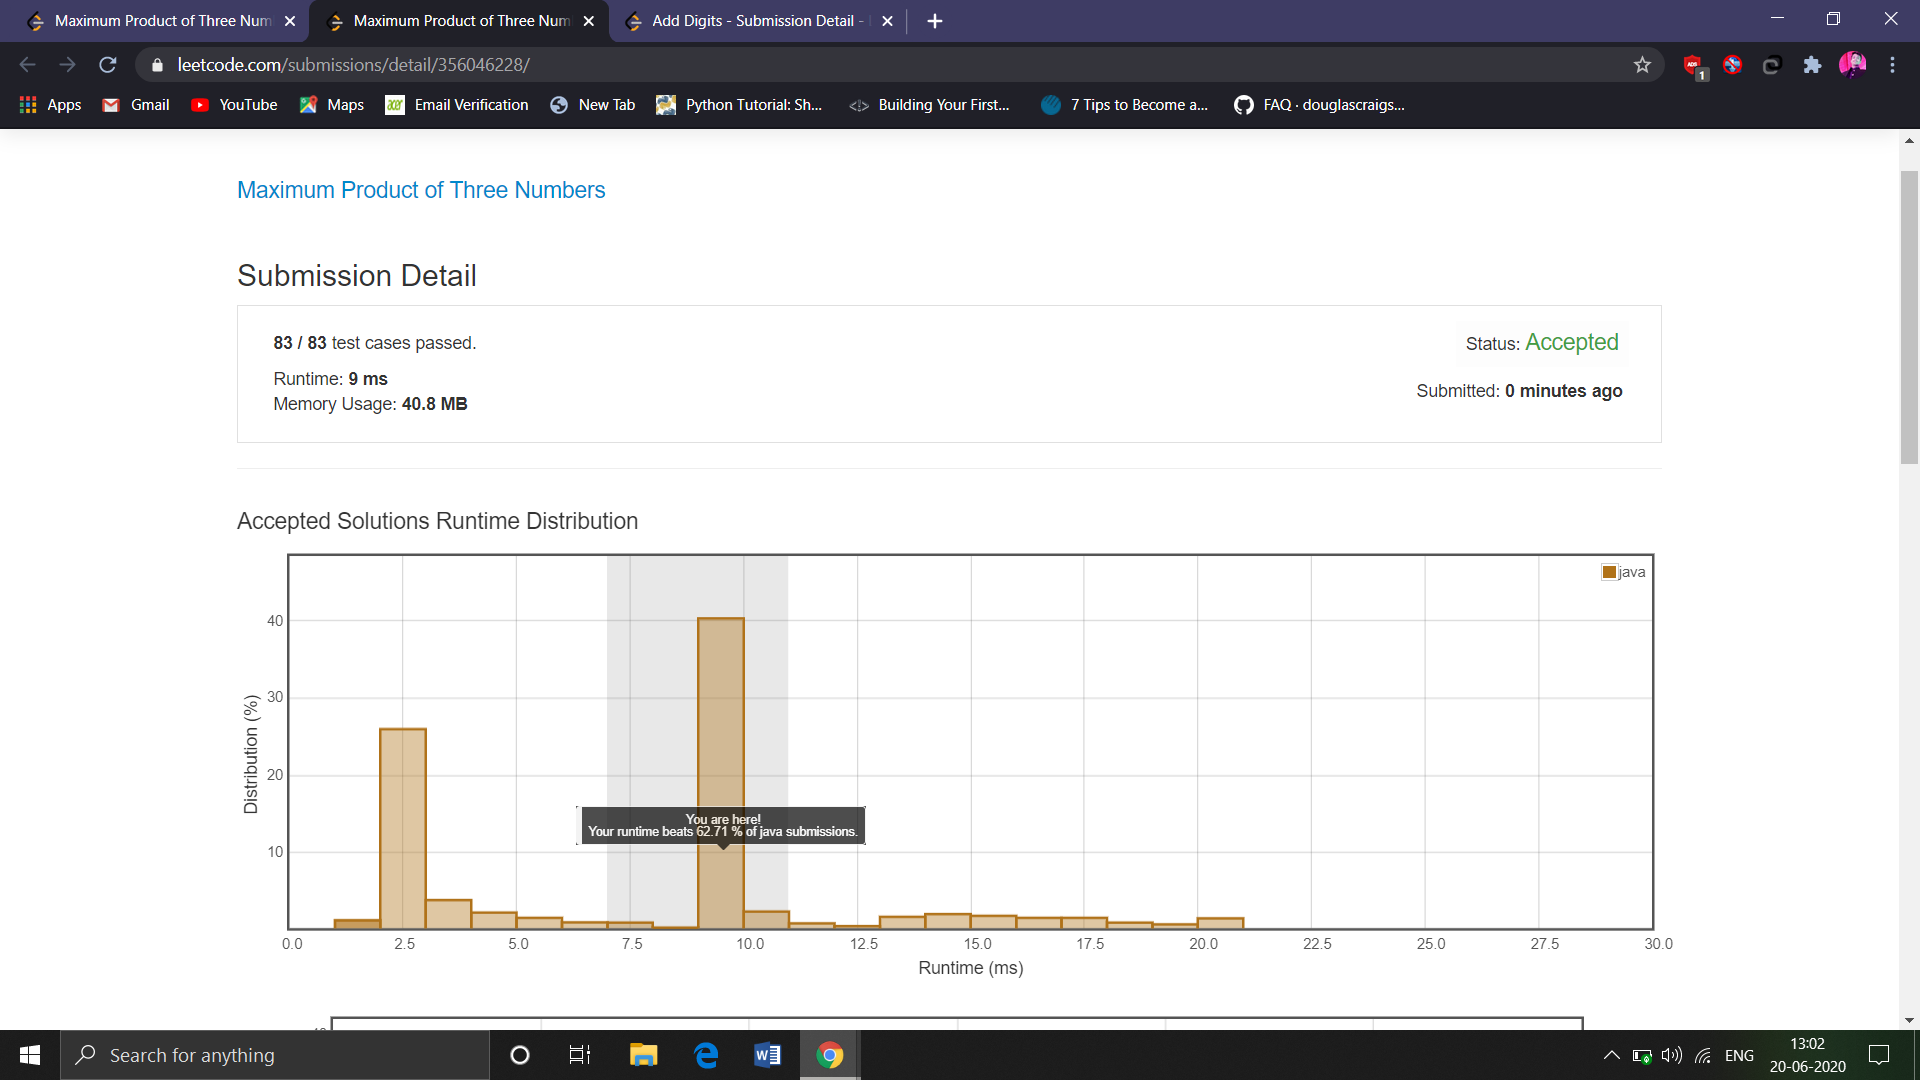 Maximum Product of Three Num
Maximum Product of Three Num
Add Digits - Submission Detail -
leetcode.com/submissions/detail/356046228/
Apps
Gmail
YouTube
Maps
Email Verification
New Tab
Python Tutorial: Sh...
Building Your First...
7 Tips to Become a...
FAQ · douglascraigs...
Maximum Product of Three Numbers
Submission Detail
83 / 83 test cases passed.
Status: Accepted
Runtime: 9 ms
Submitted: 0 minutes ago
Memory Usage: 40.8 MB
Accepted Solutions Runtime Distribution
java
40
30
20
10
Distribution (%)
You are here!
Your runtime beats 62.71 % of java submissions.
0.0 2.5 5.0 7.5 10.0 12.5 15.0 17.5 20.0 22.5 25.0 27.5 30.0
Runtime (ms)
Search for anything
ENG
13:02
20-06-2020